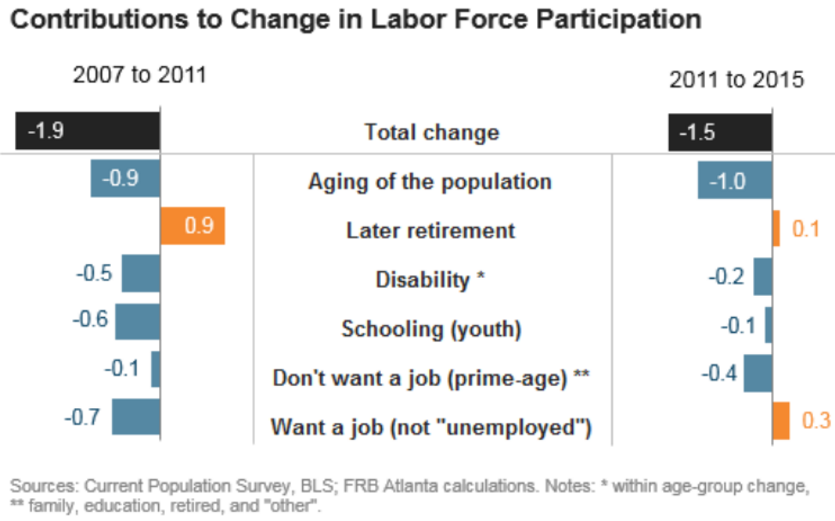 Contributions to Change in Labor Force Participation
2007 to 2011
2011 to 2015
-1.9 Total change -1.5
-0.9 Aging of the population -1.0
0.9 Later retirement 0.1
-0.5 Disability * -0.2
-0.6 Schooling (youth) -0.1
-0.1 Don't want a job (prime-age) ** -0.4
-0.7 Want a job (not "unemployed") 0.3
Sources: Current Population Survey, BLS; FRB Atlanta calculations. Notes: * within age-group change,
** family, education, retired, and "other".